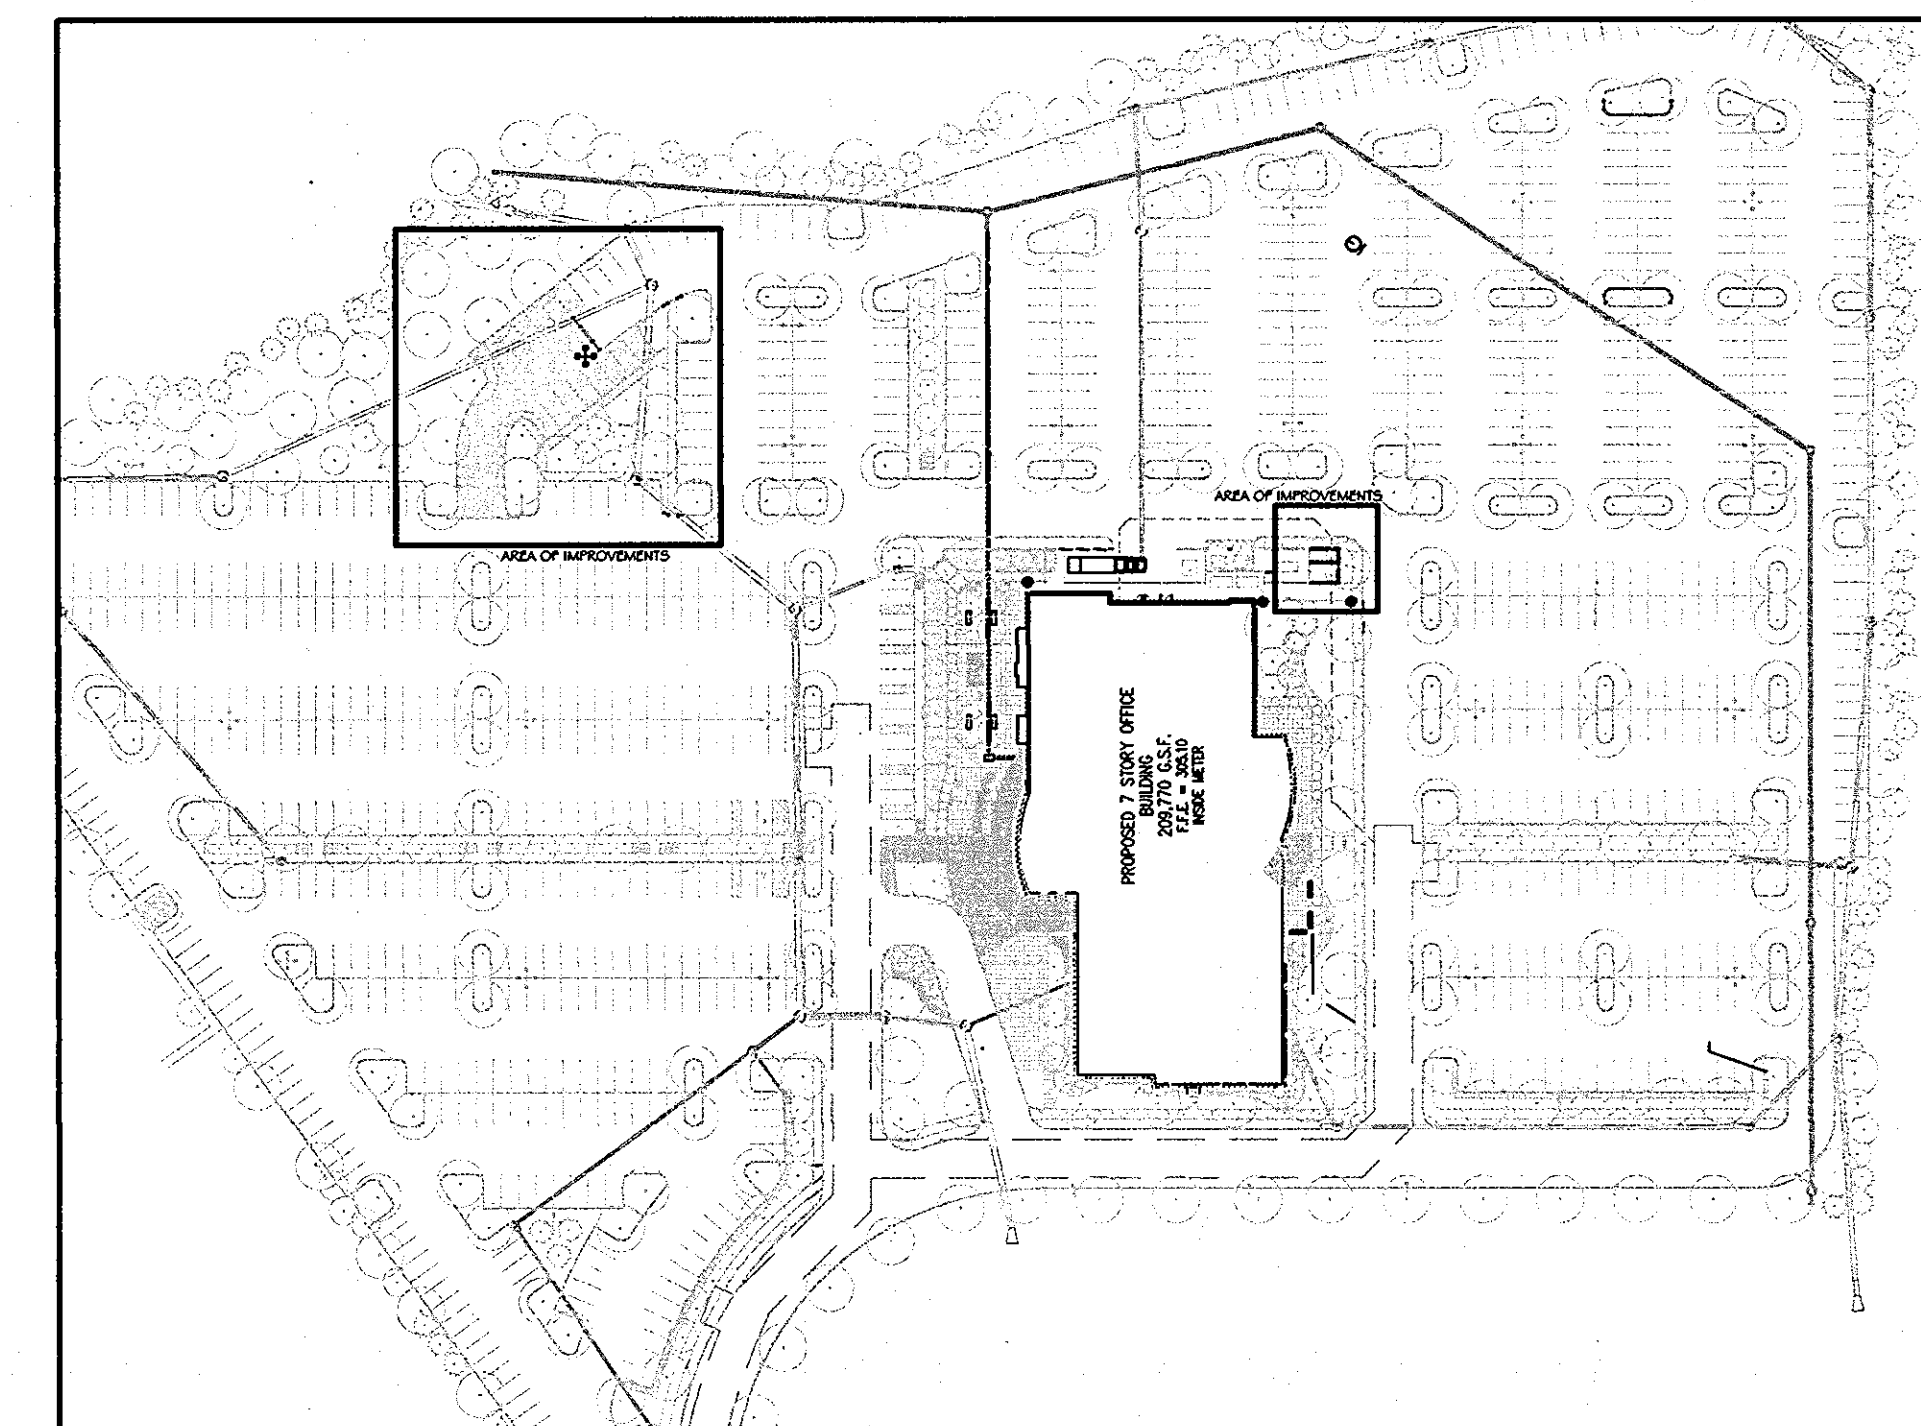 AREA OF IMPROVEMENTS
AREA OF IMPROVEMENTS
PROPOSED 7 STORY OFFICE
BUILDING
209,770 G.S.F.
F.F.E. = 305.10
INSIDE METER